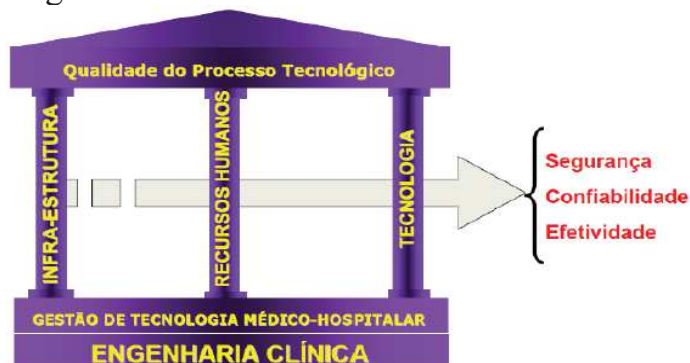 Qualidade do Processo Tecnológico
INFRA-ESTRUTURA
RECURSOS HUMANOS
TECNOLOGIA
Segurança
Confiabilidade
Efetividade
GESTÃO DE TECNOLOGIA MÉDICO-HOSPITALAR
ENGENHARIA CLÍNICA